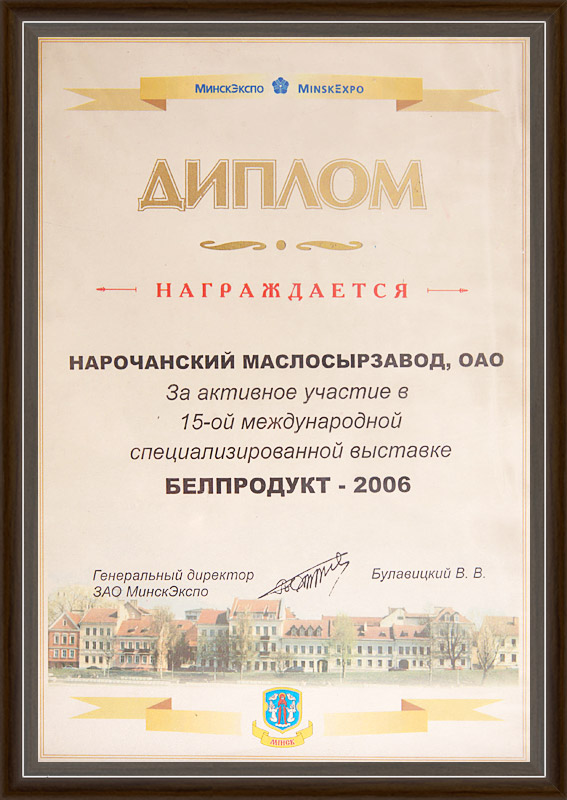 МИНСКЭКСПО MINSKEXPO
ДИПЛОМ
НАГРАЖДАЕТСЯ
НАРОЧАНСКИЙ МАСЛОСЫРЗАВОД, ОАО
За активное участие в
15-ой международной
специализированной выставке
БЕЛПРОДУКТ - 2006
Генеральный директор Булавицкий В. В.
ЗАО МинскЭкспо
МІНСК